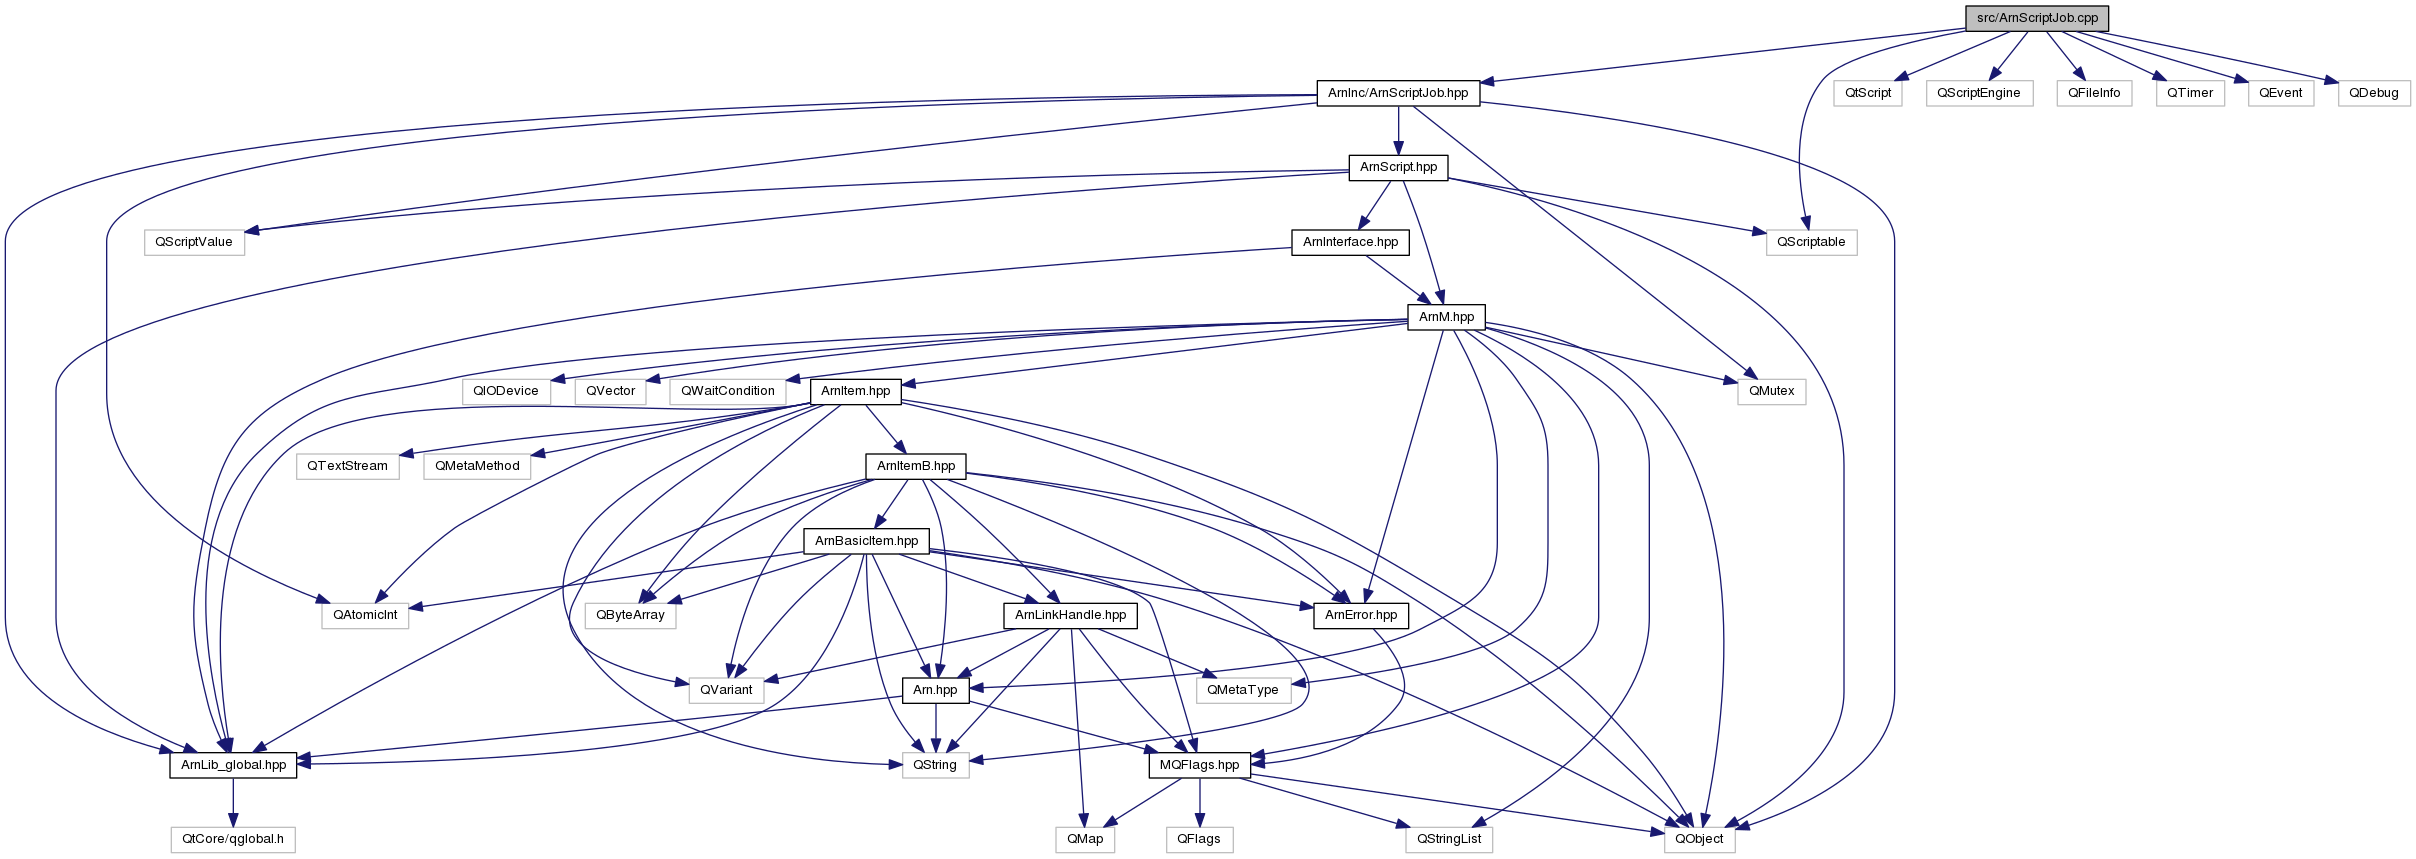 src/ArnScriptJob.cpp
ArnInc/ArnScriptJob.hpp
QtScript
QScriptEngine
QFileInfo
QTimer
QEvent
QDebug
ArnScript.hpp
QScriptValue
ArnInterface.hpp
QScriptable
ArnM.hpp
QIODevice
QVector
QWaitCondition
ArnItem.hpp
QMutex
QTextStream
QMetaMethod
ArnItemB.hpp
ArnBasicItem.hpp
QAtomicInt
QByteArray
ArnLinkHandle.hpp
ArnError.hpp
QVariant
Arn.hpp
QMetaType
ArnLib_global.hpp
QString
MQFlags.hpp
QtCore/qglobal.h
QMap
QFlags
QStringList
QObject